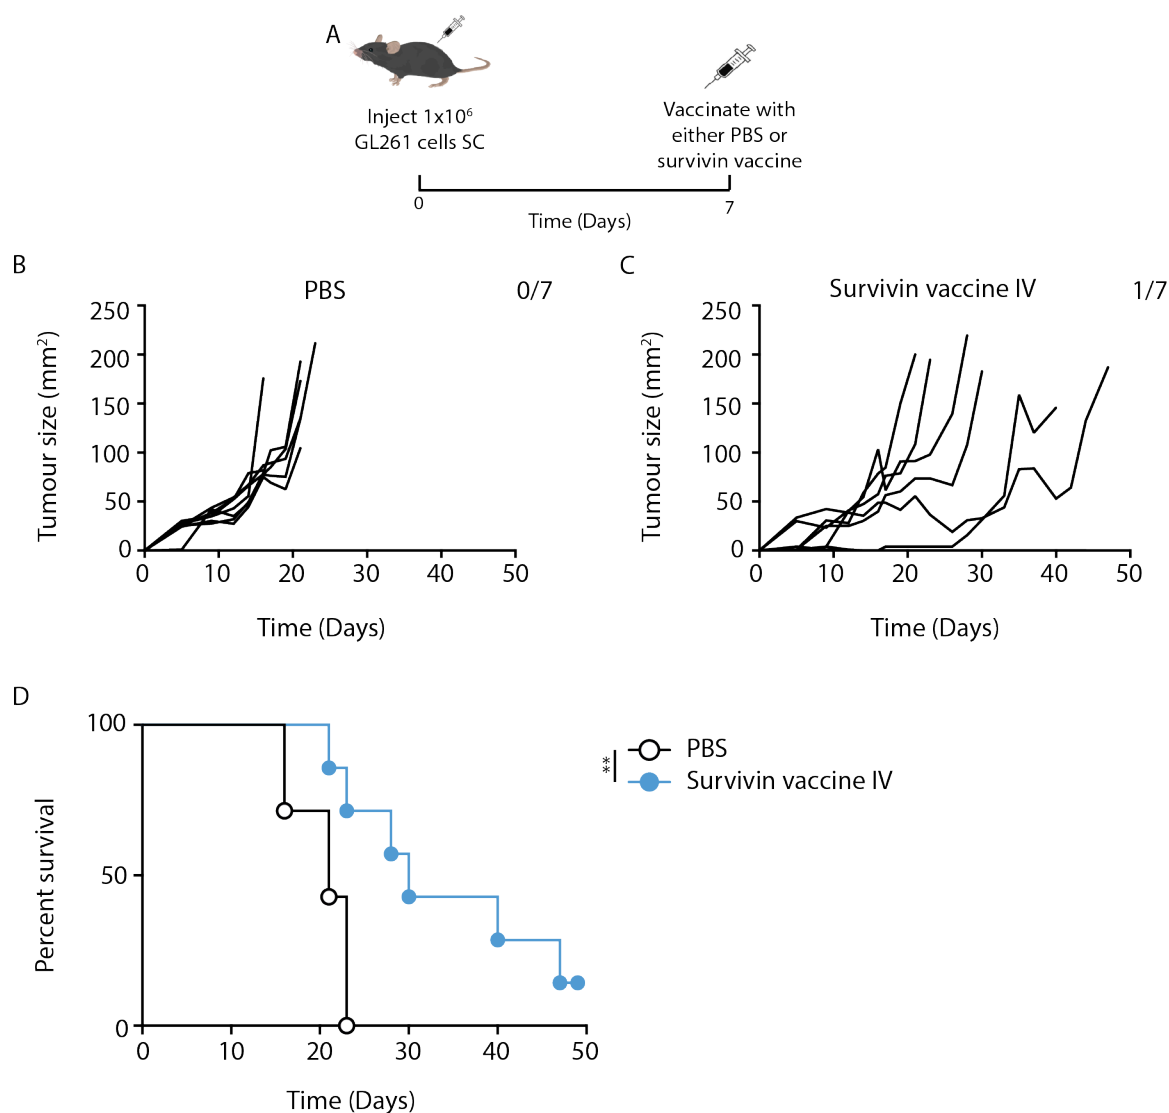 A
Inject 1x10⁶
GL261 cells SC
Vaccinate with
either PBS or
survivin vaccine
0
7
Time (Days)
B
PBS
0/7
Tumour size (mm²)
250
200
150
100
50
0
0 10 20 30 40 50
Time (Days)
C
Survivin vaccine IV
1/7
Tumour size (mm²)
250
200
150
100
50
0
0 10 20 30 40 50
Time (Days)
D
Percent survival
100
50
0
0 10 20 30 40 50
Time (Days)
**
PBS
Survivin vaccine IV